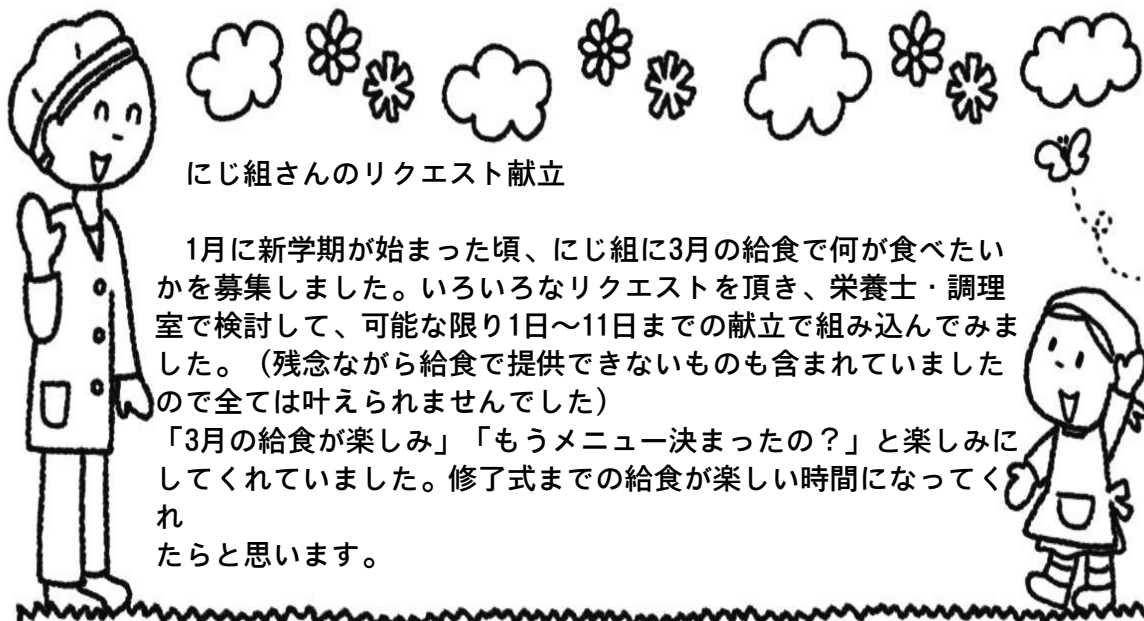 にじ組さんのリクエスト献立
　1月に新学期が始まった頃、にじ組に3月の給食で何が食べたい
かを募集しました。いろいろなリクエストを頂き、栄養士・調理
室で検討して、可能な限り1日～11日までの献立で組み込んでみま
した。（残念ながら給食で提供できないものも含まれていました
ので全ては叶えられませんでした）
「3月の給食が楽しみ」「もうメニュー決まったの？」と楽しみに
してくれていました。修了式までの給食が楽しい時間になってく
れ
たらと思います。